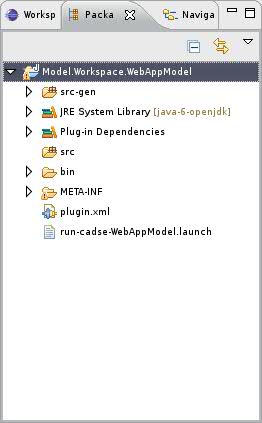 Worksp Packa Naviga
Model.Workspace.WebAppModel
src-gen
JRE System Library [java-6-openjdk]
Plug-in Dependencies
src
bin
META-INF
plugin.xml
run-cadse-WebAppModel.launch